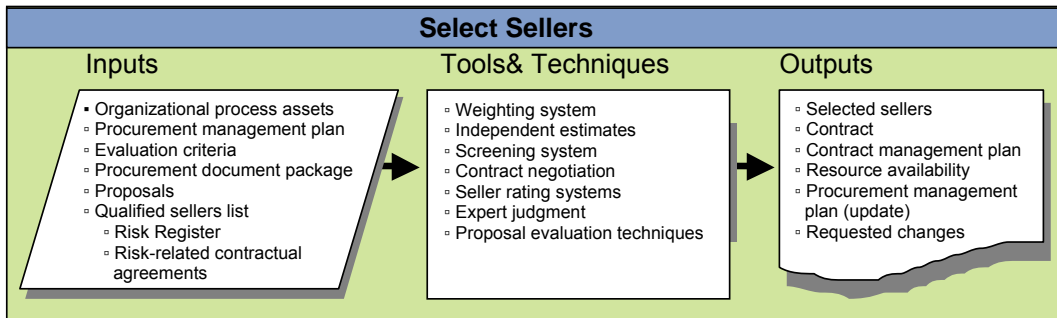 Select Sellers
Inputs
▪ Organizational process assets
▫ Procurement management plan
▫ Evaluation criteria
▫ Procurement document package
▫ Proposals
▫ Qualified sellers list
▫ Risk Register
▫ Risk-related contractual
agreements
Tools& Techniques
▫ Weighting system
▫ Independent estimates
▫ Screening system
▫ Contract negotiation
▫ Seller rating systems
▫ Expert judgment
▫ Proposal evaluation techniques
Outputs
▫ Selected sellers
▫ Contract
▫ Contract management plan
▫ Resource availability
▫ Procurement management
plan (update)
▫ Requested changes